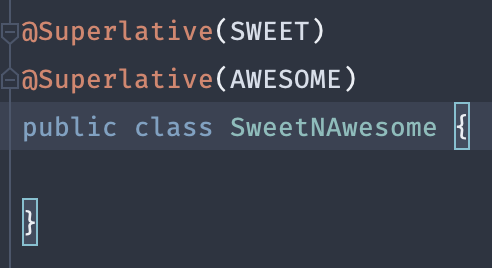 @Superlative(SWEET)
@Superlative(AWESOME)
public class SweetNAwesome {
}